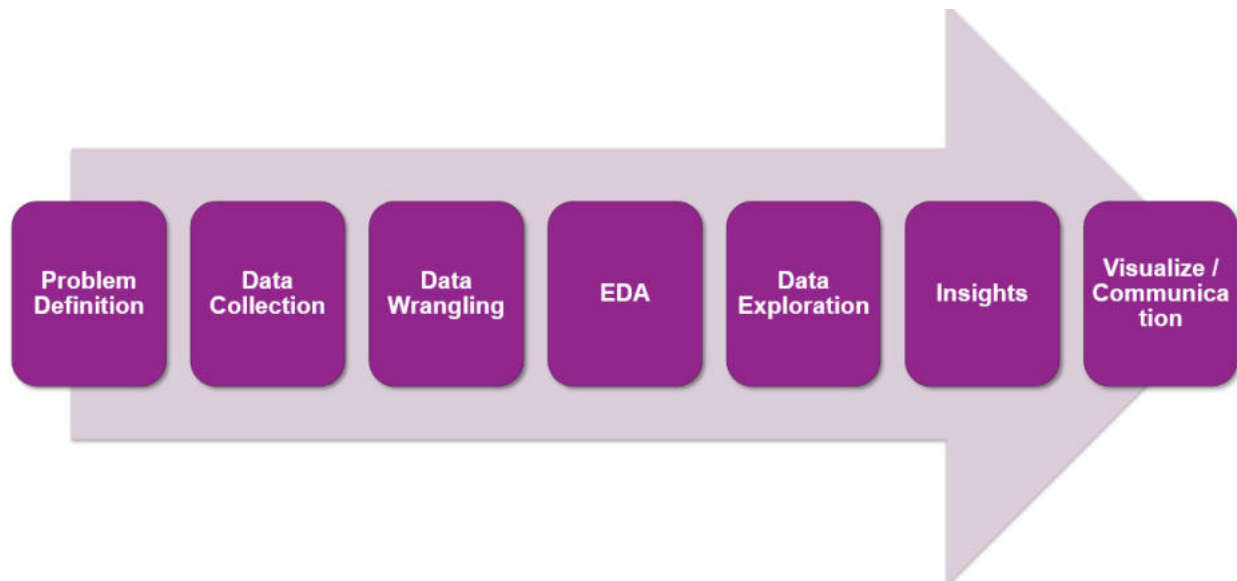 Problem
Definition
Data
Collection
Data
Wrangling
EDA
Data
Exploration
Insights
Visualize /
Communica
tion